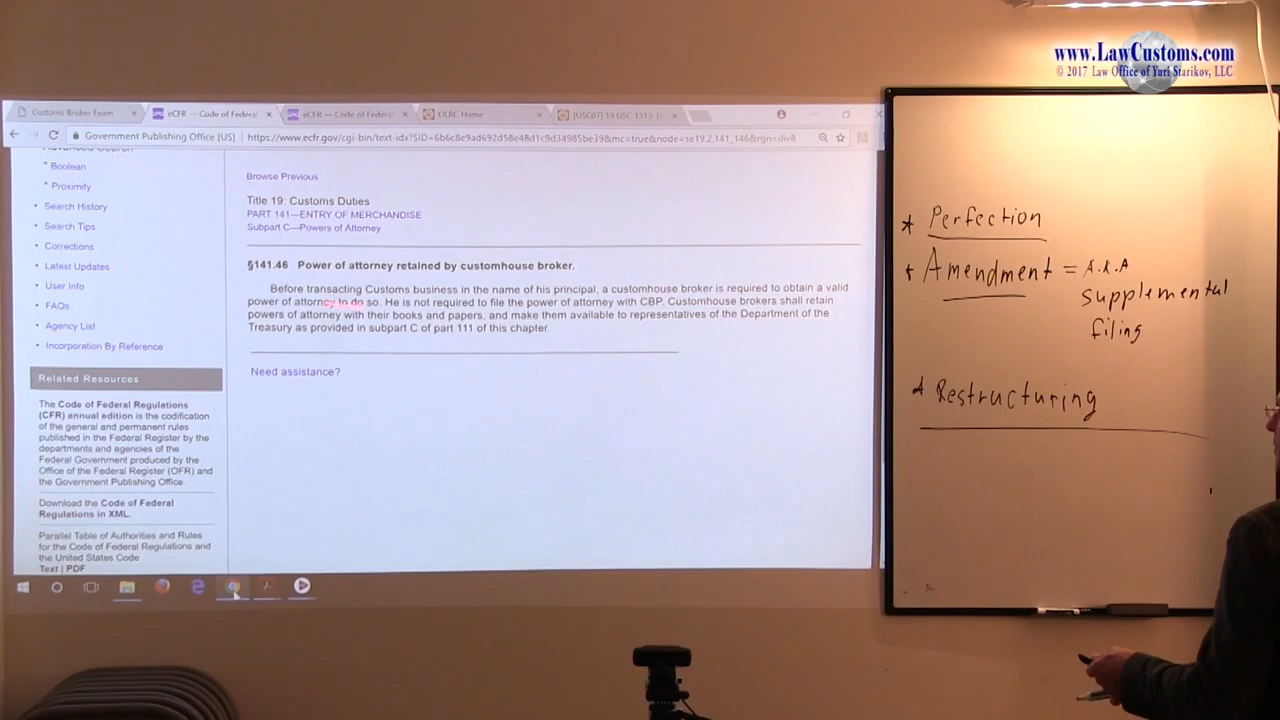 www.LawCustoms.com
© 2017 Law Office of Yuri Starikov, LLC
Customs Broker Exam
eCFR — Code of Federal
eCFR — Code of Federal
OLRC Home
[USC07] 19 USC 1313: D
Government Publishing Office [US]
https://www.ecfr.gov/cgi-bin/text-idx?SID=6b6c8e9ad692d58e48d1c9d34985be39&mc=true&node=se19.2.141_146&rgn=div8
Advanced Search
Boolean
Proximity
Search History
Search Tips
Corrections
Latest Updates
User Info
FAQs
Agency List
Incorporation By Reference
Related Resources
The Code of Federal Regulations
(CFR) annual edition is the codification
of the general and permanent rules
published in the Federal Register by the
departments and agencies of the
Federal Government produced by the
Office of the Federal Register (OFR) and
the Government Publishing Office.
Download the Code of Federal
Regulations in XML.
Parallel Table of Authorities and Rules
for the Code of Federal Regulations and
the United States Code
Text | PDF
Browse Previous
Title 19: Customs Duties
PART 141—ENTRY OF MERCHANDISE
Subpart C—Powers of Attorney
§141.46 Power of attorney retained by customhouse broker.
Before transacting Customs business in the name of his principal, a customhouse broker is required to obtain a valid
power of attorney to do so. He is not required to file the power of attorney with CBP. Customhouse brokers shall retain
powers of attorney with their books and papers, and make them available to representatives of the Department of the
Treasury as provided in subpart C of part 111 of this chapter.
Need assistance?
* Perfection
* Amendment = A.K.A
supplemental
filing
* Restructuring